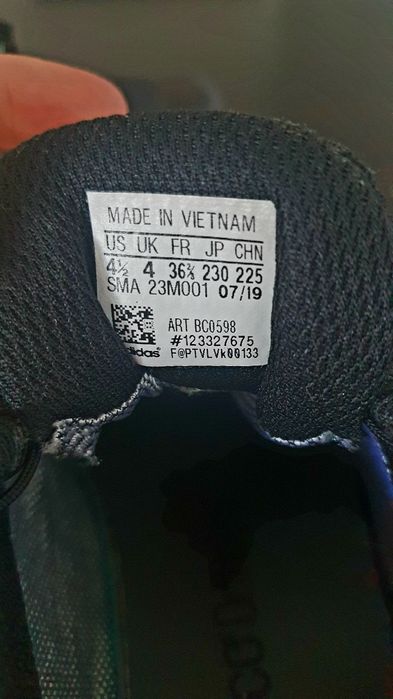 MADE IN VIETNAM
US UK FR JP CHN
4½ 4 36⅔ 230 225
SMA 23M001 07/19
ART BC0598
#123327675
adidas F@PTVLVk00133